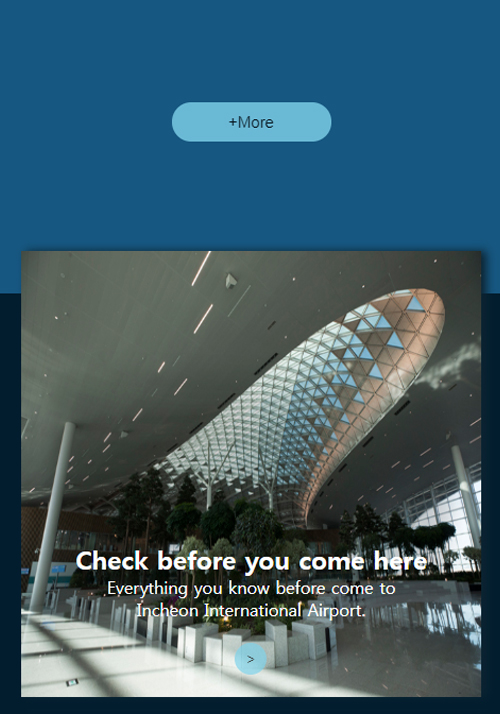 +More
Check before you come here
Everything you know before come to
Incheon International Airport.
>